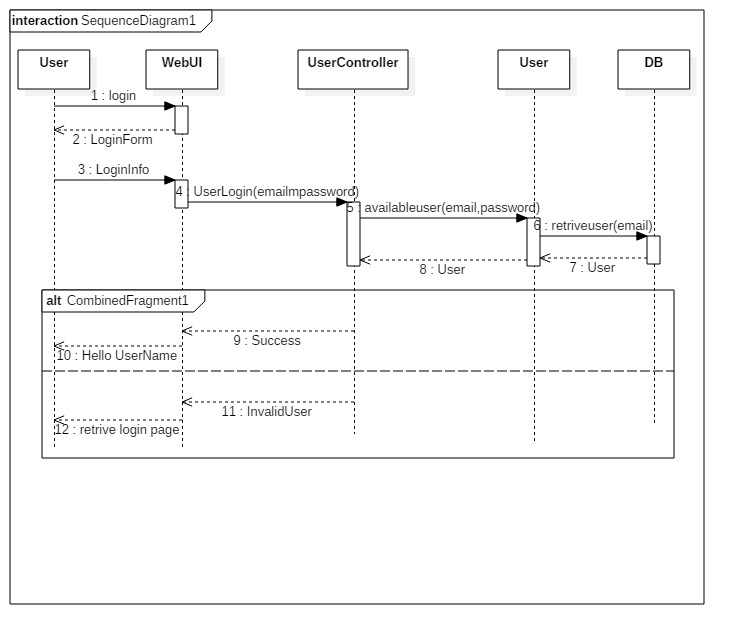 interaction SequenceDiagram1
User
WebUI
UserController
User
DB
1 : login
2 : LoginForm
3 : LoginInfo
4 : UserLogin(emailmpassword)
5 : availableuser(email,password)
6 : retriveuser(email)
7 : User
8 : User
alt CombinedFragment1
9 : Success
10 : Hello UserName
11 : InvalidUser
12 : retrive login page